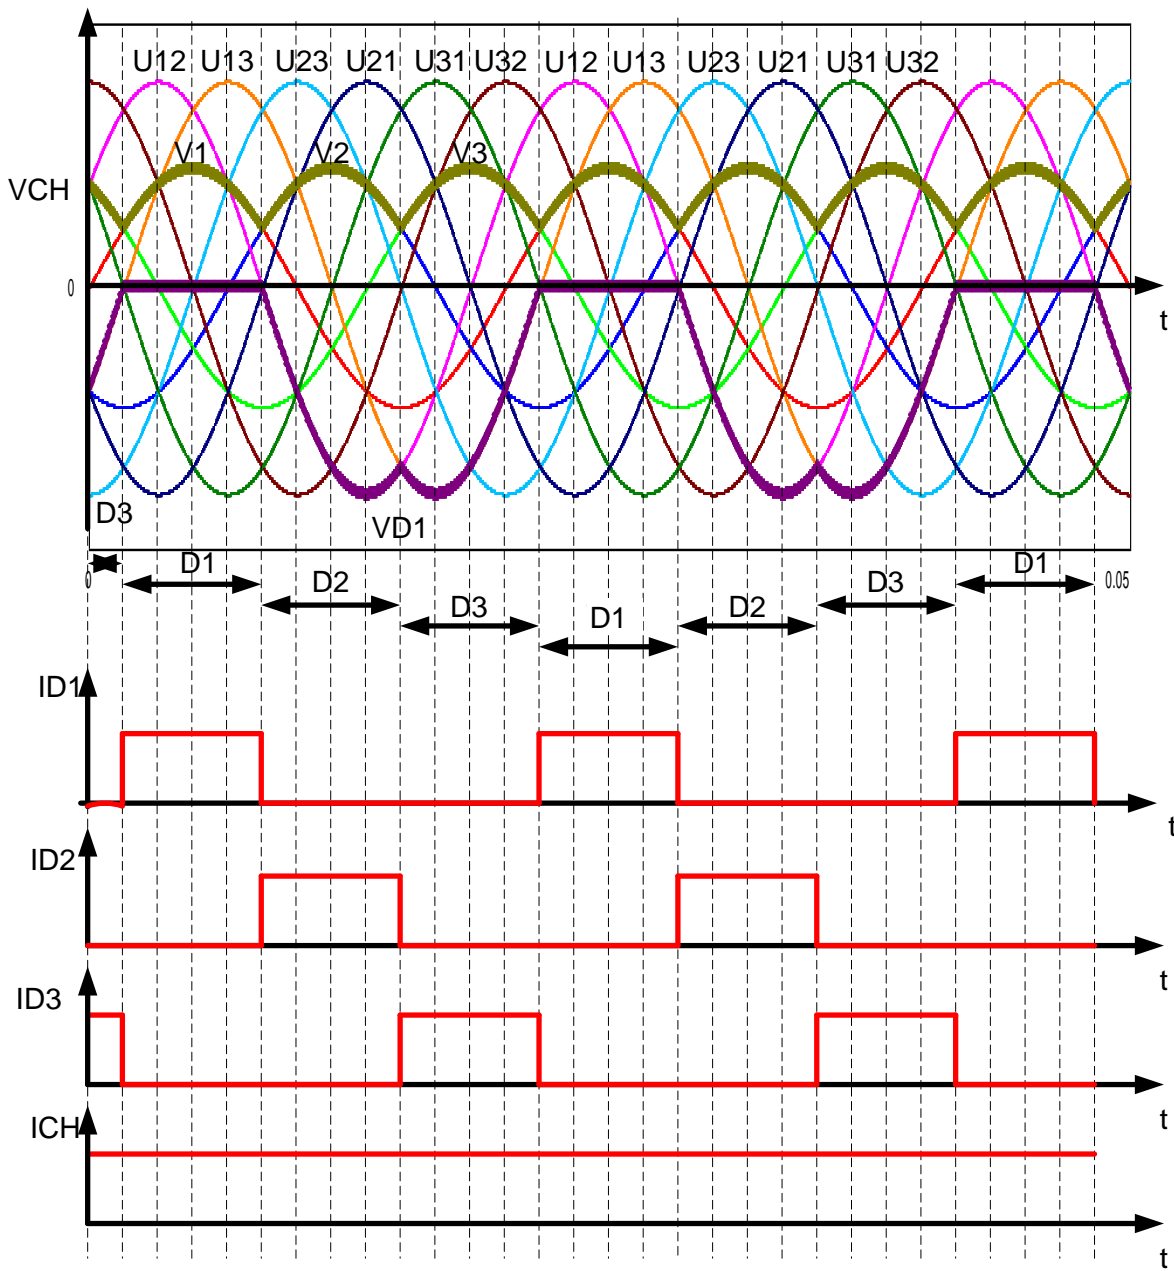 U12 U13 U23 U21 U31 U32 U12 U13 U23 U21 U31 U32
V1 V2 V3
VCH
0
t
D3
VD1
0 D1 D2 D3 D1 D2 D3 D1 0.05
ID1
t
ID2
t
ID3
t
ICH
t